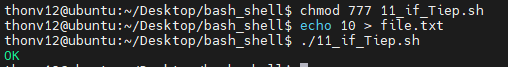 thonv12@ubuntu:~/Desktop/bash_shell$ chmod 777 11_if_Tiep.sh
thonv12@ubuntu:~/Desktop/bash_shell$ echo 10 > file.txt
thonv12@ubuntu:~/Desktop/bash_shell$ ./11_if_Tiep.sh
OK